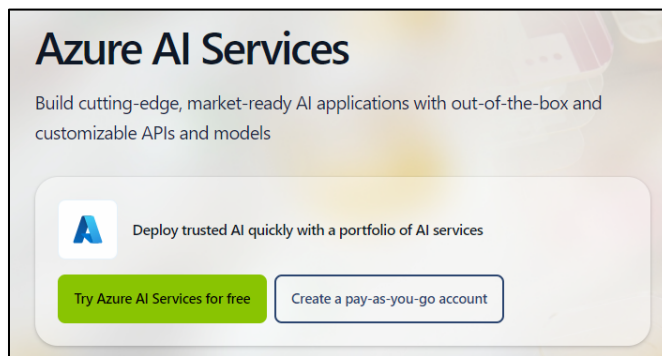 Azure AI Services
Build cutting-edge, market-ready AI applications with out-of-the-box and
customizable APIs and models
Deploy trusted AI quickly with a portfolio of AI services
Try Azure AI Services for free
Create a pay-as-you-go account